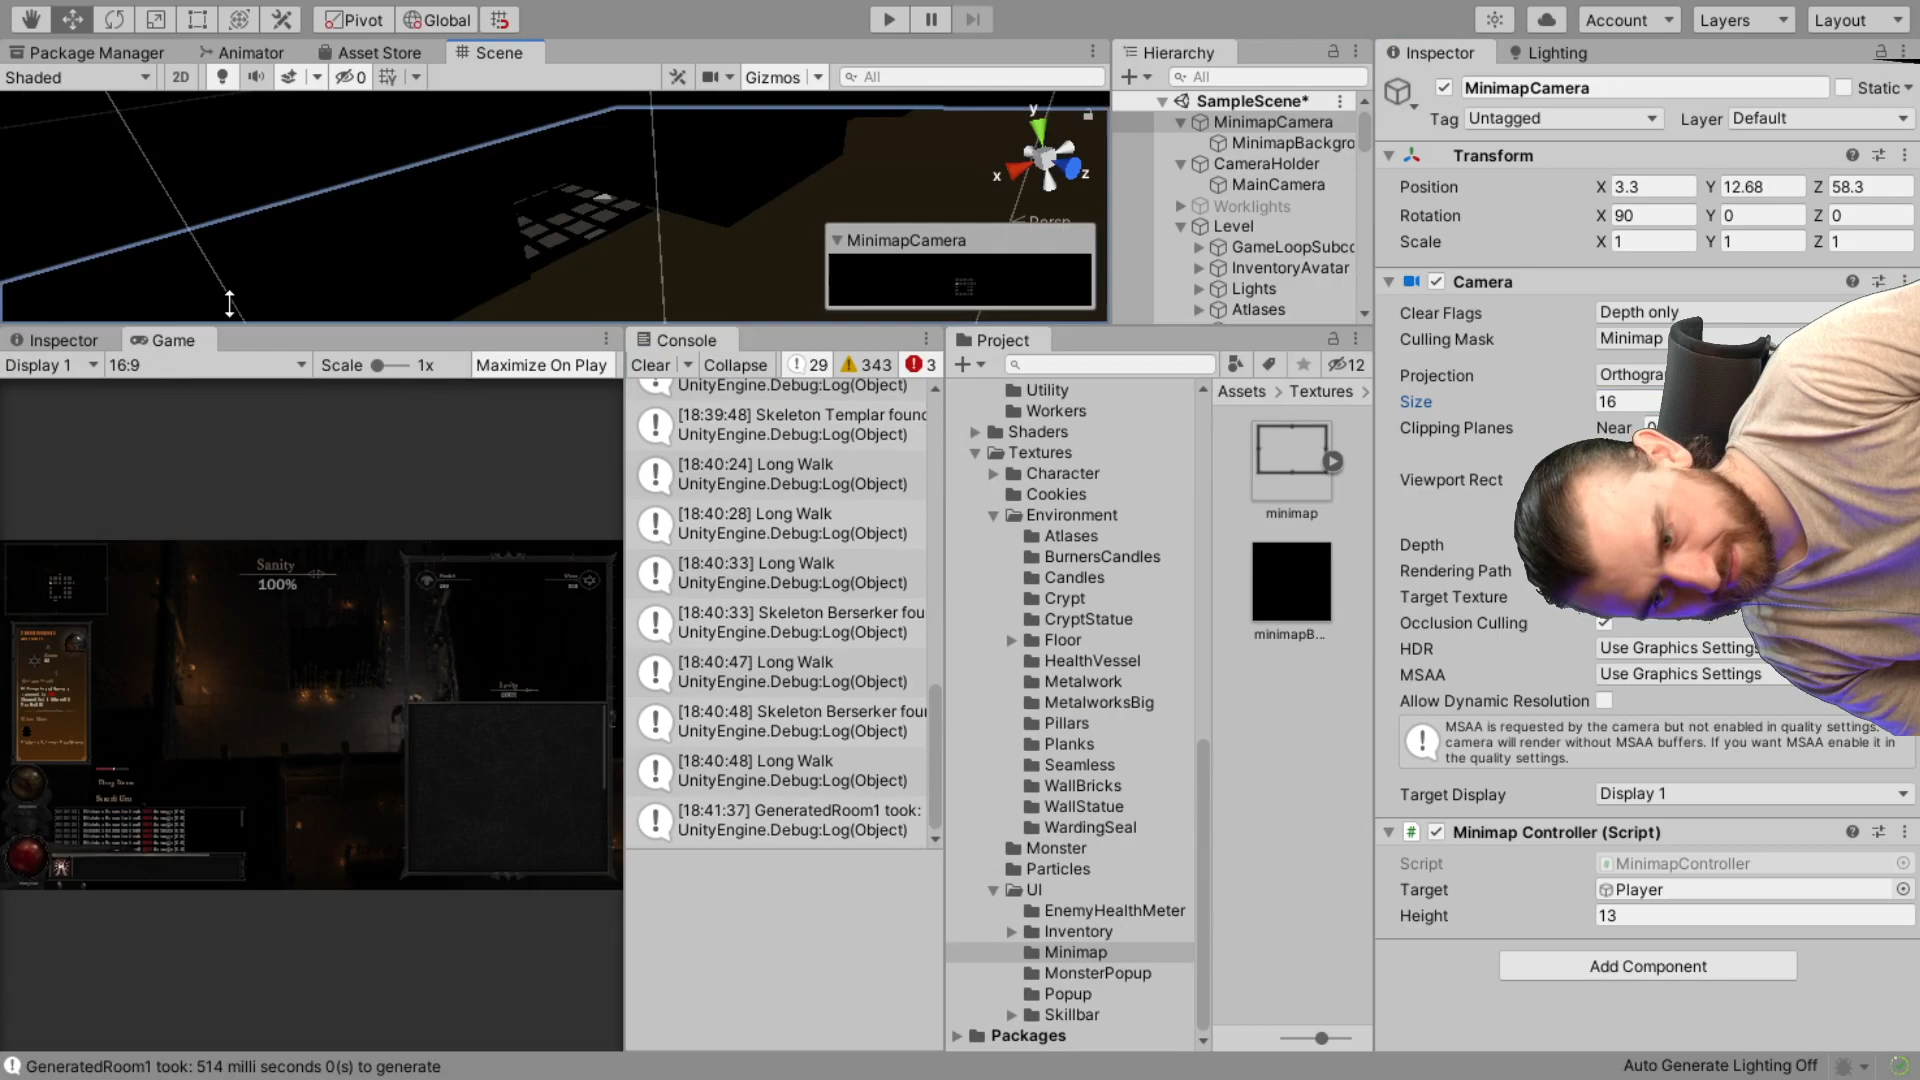 Pivot
Global
Account
Layers
Layout
Package Manager
Animator
Asset Store
Scene
Hierarchy
Inspector
Lighting
Shaded
2D
0
Gizmos
All
All
MinimapCamera
Static
Tag Untagged
Layer Default
SampleScene*
MinimapCamera
MinimapBackgro
CameraHolder
MainCamera
Worklights
Level
GameLoopSubco
InventoryAvatar
Lights
Atlases
y
x
z
Persp
MinimapCamera
Transform
Position X 3.3 Y 12.68 Z 58.3
Rotation X 90 Y 0 Z 0
Scale X 1 Y 1 Z 1
Camera
Clear Flags Depth only
Culling Mask Minimap
Projection Orthogra
Size 16
Clipping Planes Near
Viewport Rect
Depth
Rendering Path
Target Texture
Occlusion Culling
HDR Use Graphics Settings
MSAA Use Graphics Settings
Allow Dynamic Resolution
MSAA is requested by the camera but not enabled in quality settings.
camera will render without MSAA buffers. If you want MSAA enable it in
the quality settings.
Target Display Display 1
Minimap Controller (Script)
Script MinimapController
Target Player
Height 13
Add Component
Inspector
Game
Display 1
16:9
Scale 1x
Maximize On Play
Sanity
100%
Console
Clear
Collapse
29
343
3
UnityEngine.Debug:Log(Object)
[18:39:48] Skeleton Templar found
UnityEngine.Debug:Log(Object)
[18:40:24] Long Walk
UnityEngine.Debug:Log(Object)
[18:40:28] Long Walk
UnityEngine.Debug:Log(Object)
[18:40:33] Long Walk
UnityEngine.Debug:Log(Object)
[18:40:33] Skeleton Berserker fou
UnityEngine.Debug:Log(Object)
[18:40:47] Long Walk
UnityEngine.Debug:Log(Object)
[18:40:48] Skeleton Berserker four
UnityEngine.Debug:Log(Object)
[18:40:48] Long Walk
UnityEngine.Debug:Log(Object)
[18:41:37] GeneratedRoom1 took:
UnityEngine.Debug:Log(Object)
Project
12
Utility
Workers
Shaders
Textures
Character
Cookies
Environment
Atlases
BurnersCandles
Candles
Crypt
CryptStatue
Floor
HealthVessel
Metalwork
MetalworksBig
Pillars
Planks
Seamless
WallBricks
WallStatue
WardingSeal
Monster
Particles
UI
EnemyHealthMeter
Inventory
Minimap
MonsterPopup
Popup
Skillbar
Packages
Assets > Textures >
minimap
minimapB...
GeneratedRoom1 took: 514 milli seconds 0(s) to generate
Auto Generate Lighting Off